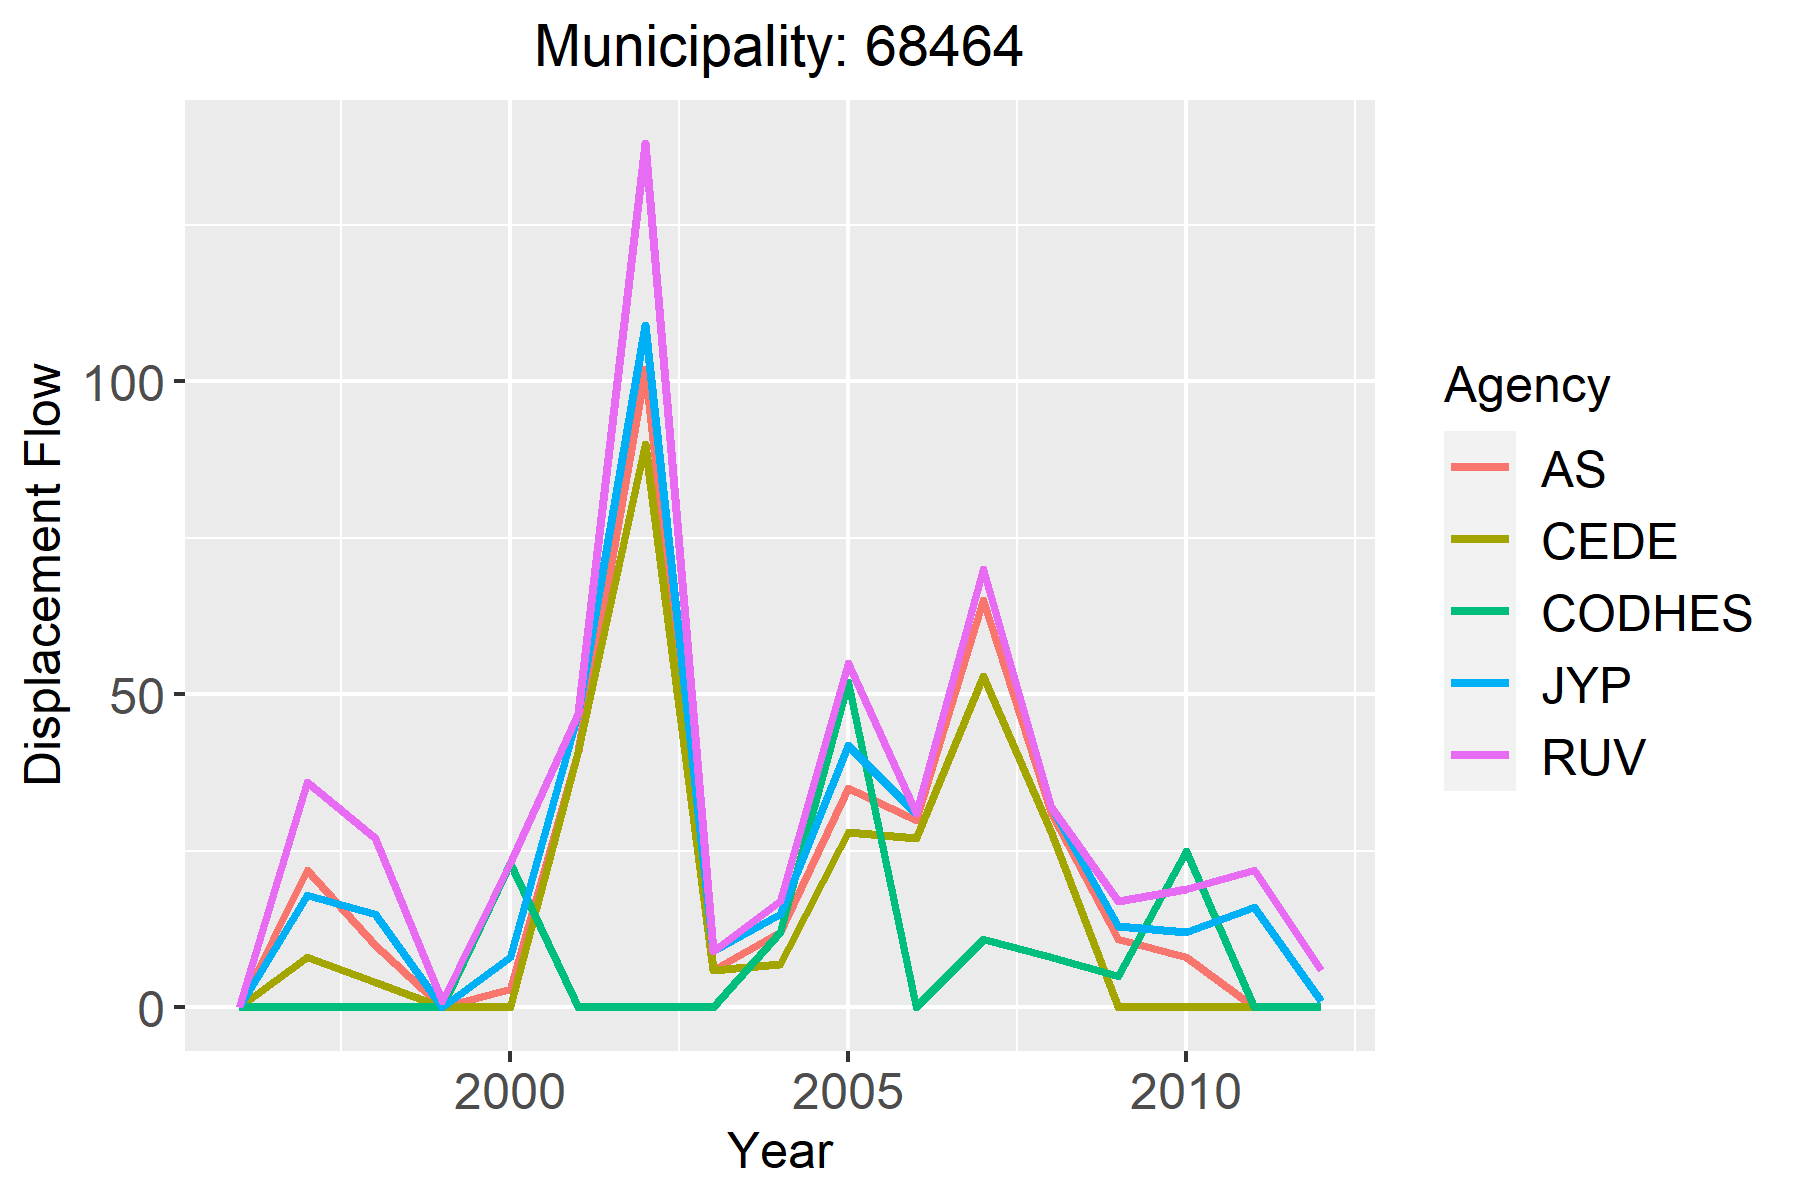 Municipality: 68464
Displacement Flow
100
50
0
2000 2005 2010
Year
Agency
AS
CEDE
CODHES
JYP
RUV